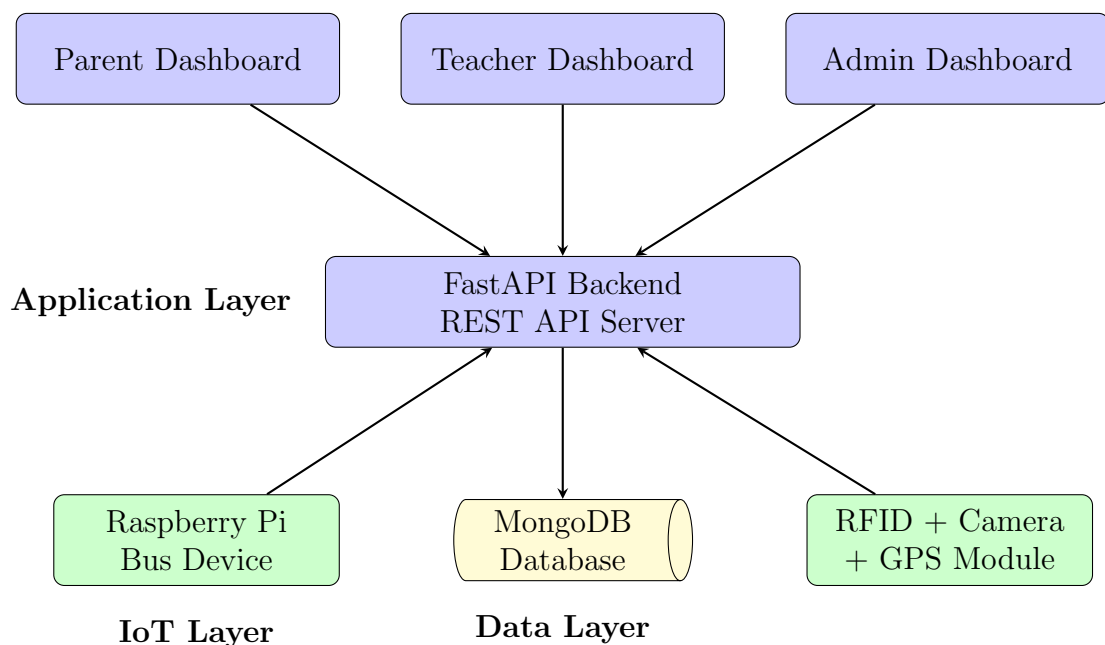 Parent Dashboard
Teacher Dashboard
Admin Dashboard
FastAPI Backend
REST API Server
Application Layer
Raspberry Pi
Bus Device
MongoDB
Database
RFID + Camera
+ GPS Module
IoT Layer
Data Layer